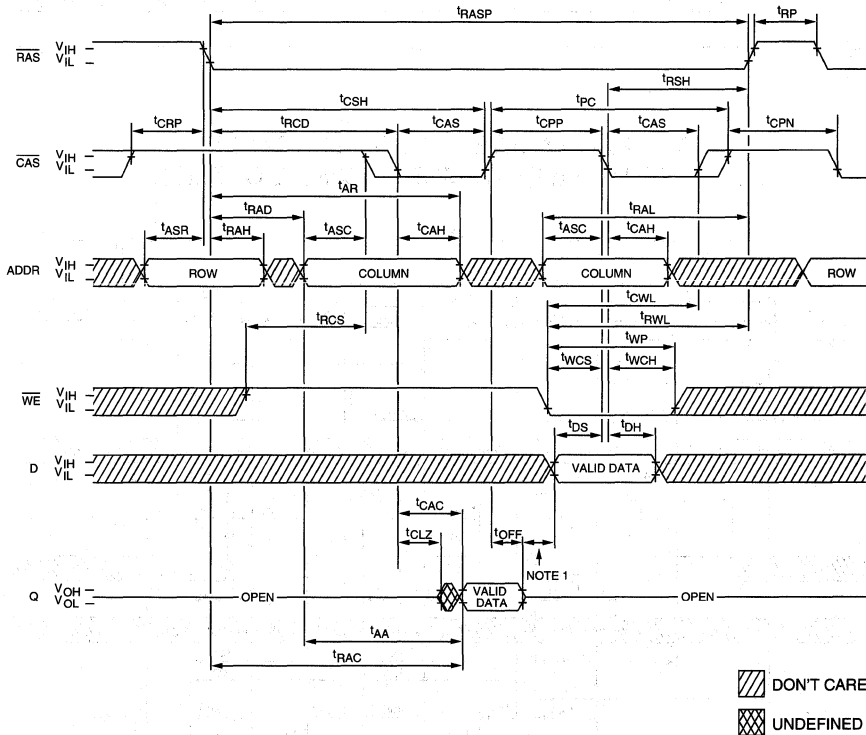 tRASP tRP
RAS VIH
VIL
tRSH
tCSH tPC
tCRP tRCD tCAS tCPP tCAS tCPN
CAS VIH
VIL
tAR
tRAD tRAL
tASR tRAH tASC tCAH tASC tCAH
ADDR VIH
VIL
ROW COLUMN COLUMN ROW
tCWL
tRCS tRWL
tWP
tWCS tWCH
WE VIH
VIL
tDS tDH
D VIH
VIL
VALID DATA
tCAC
tCLZ tOFF
NOTE 1
Q VOH
VOL
OPEN VALID DATA OPEN
tAA
tRAC
DON'T CARE
UNDEFINED